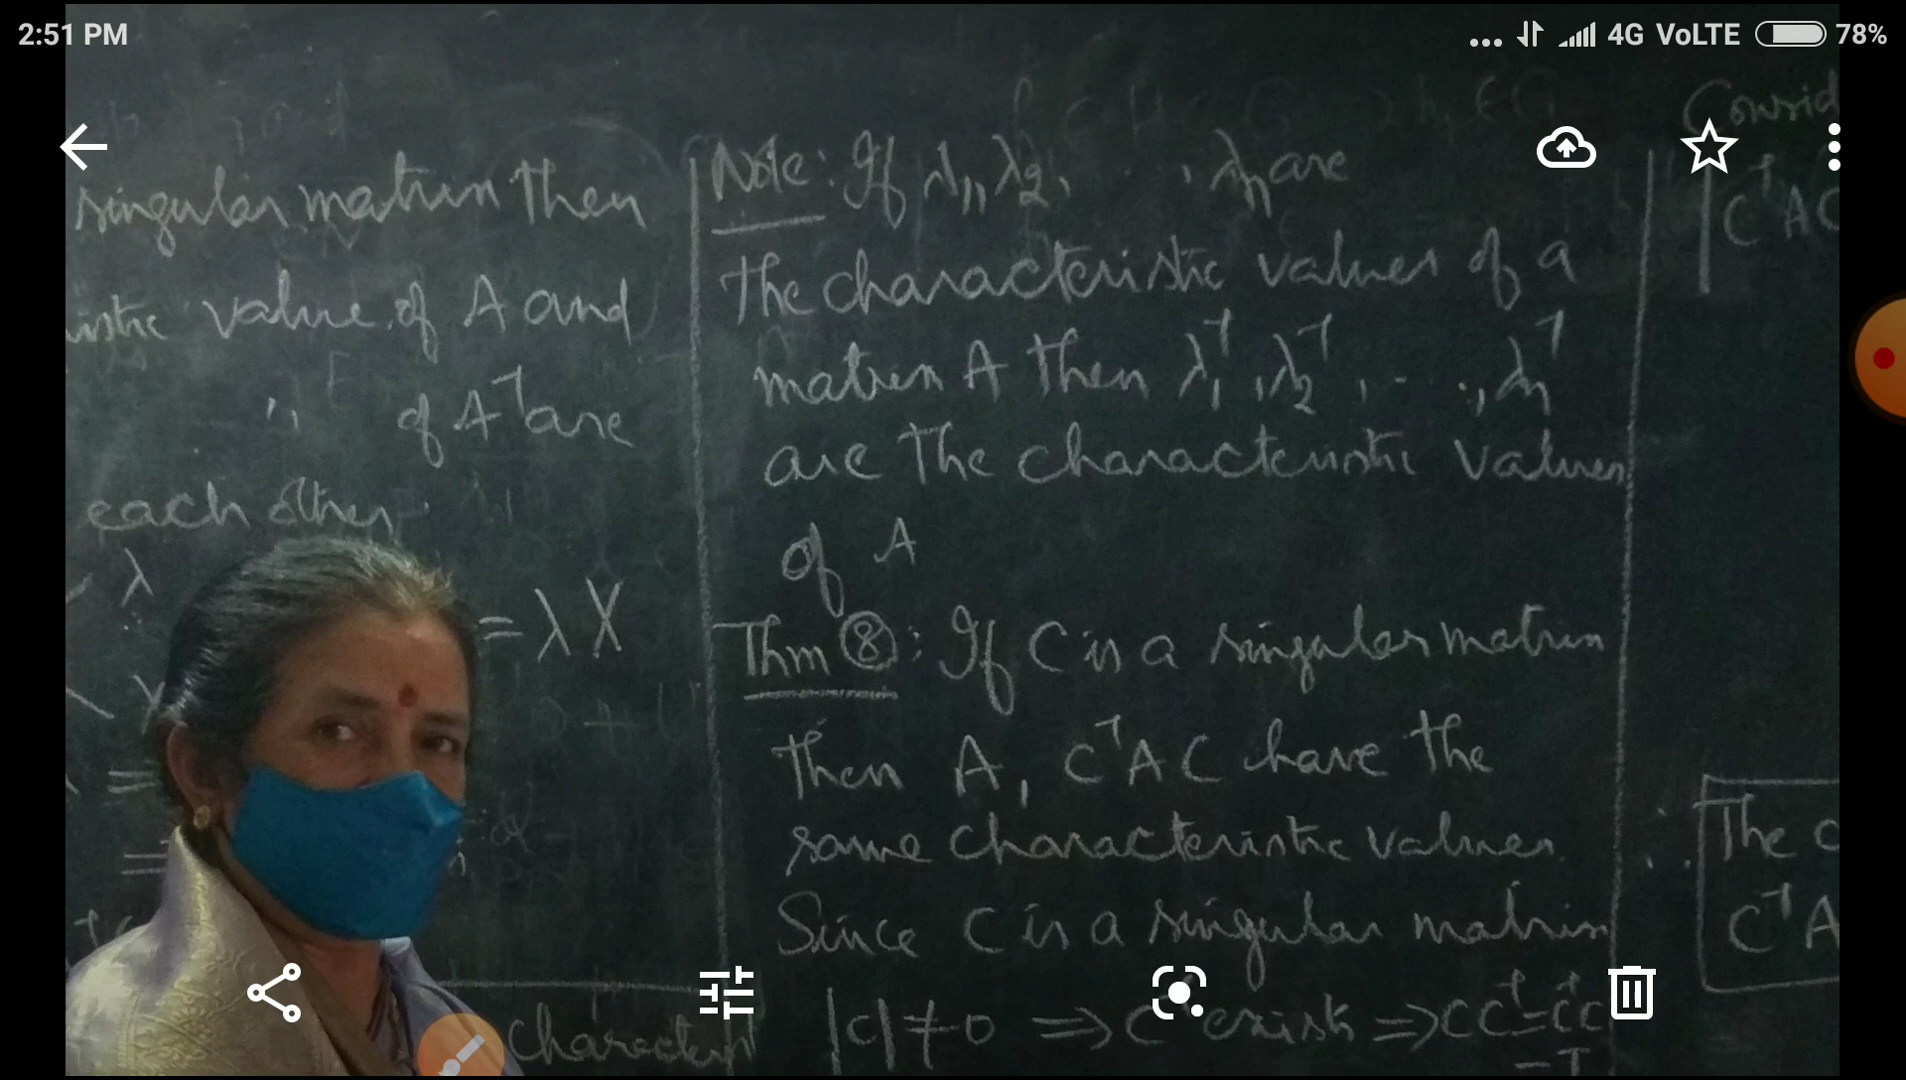 2:51 PM
4G VoLTE 78%
singular matrix then
istic value of A and
" of A⁻¹ are
each other
λ
= λX
=
=
Charact
Note: If λ₁, λ₂, . . , λn are
the characteristic values of a
matrix A then λ₁⁻¹, λ₂⁻¹, . . ., λn⁻¹
are the characteristic values
of A
Thm ⑧: If C is a singular matrix
then A, C⁻¹AC have the
same characteristic values.
Since C is a singular matrix
|C| ≠ 0 ⇒ C⁻¹ exists ⇒ CC⁻¹ = C⁻¹C
= I
Consid
|C⁻¹AC
∴ The c
C⁻¹A